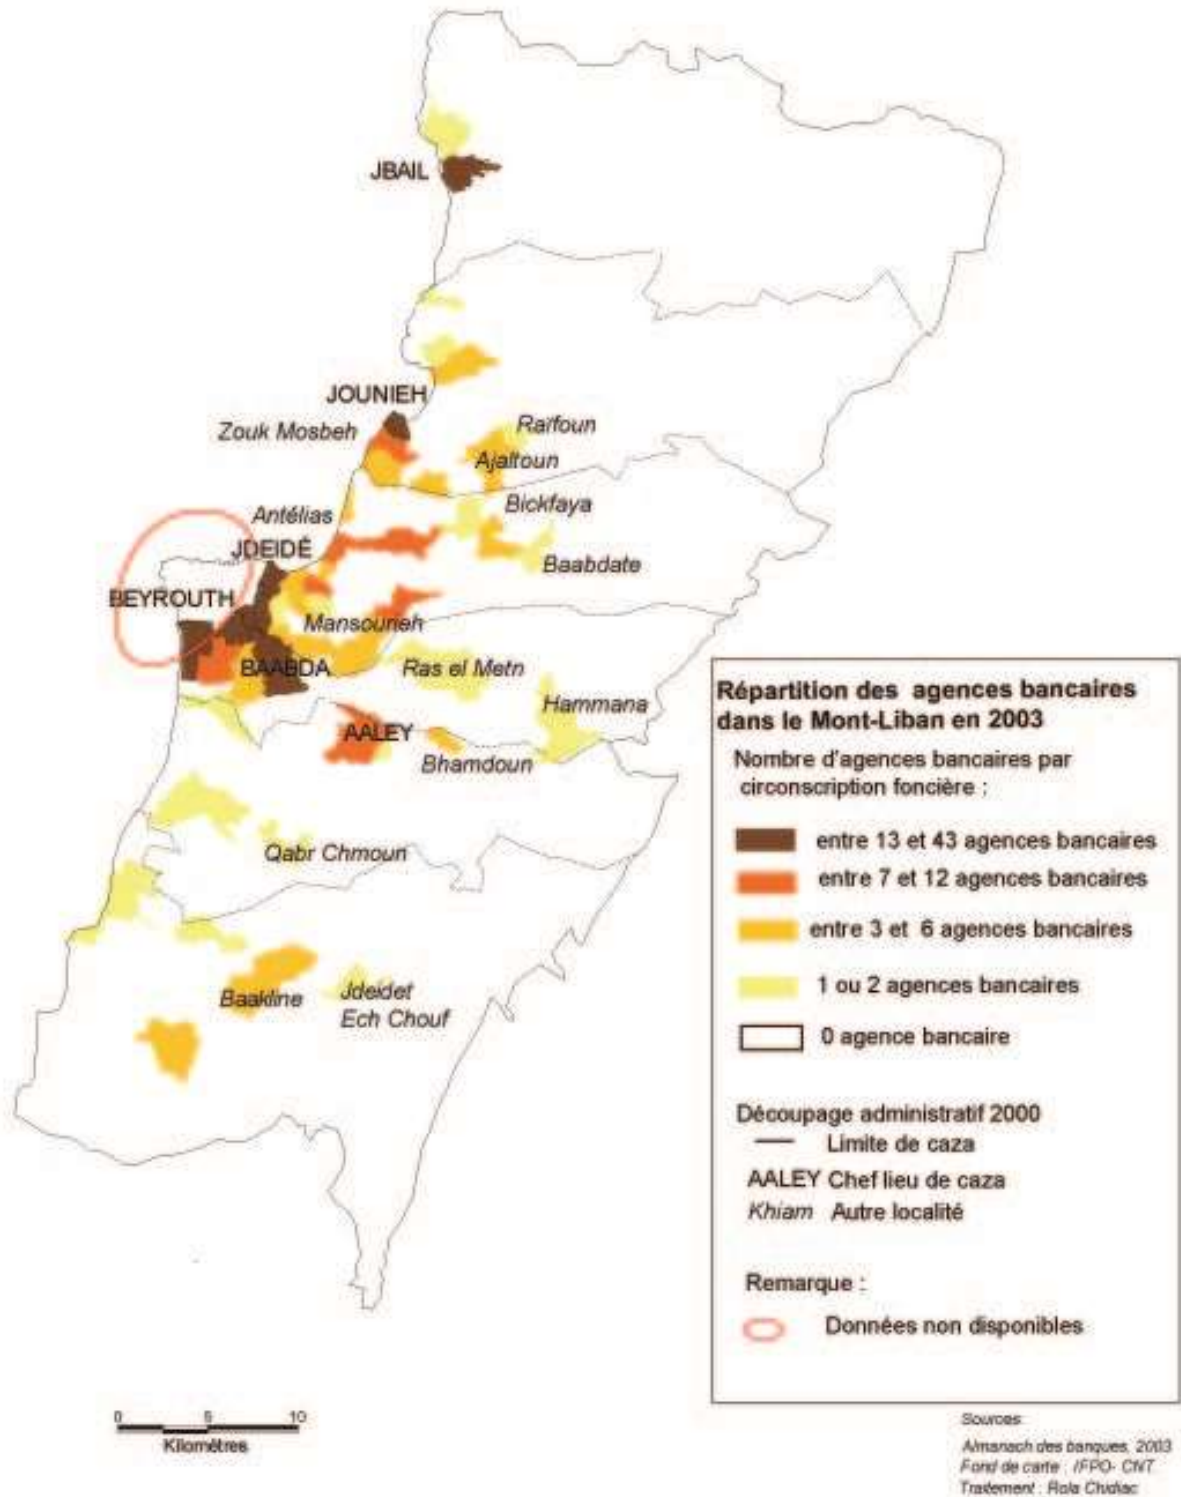 JBAIL
JOUNIEH
Zouk Mosbeh
Raïfoun
Ajaltoun
Bickfaya
Antélias
JDEIDÉ
Baabdate
BEYROUTH
Mansourieh
BAABDA
Ras el Metn
Hammana
AALEY
Bhamdoun
Qabr Chmoun
Baakline
Jdeidet
Ech Chouf
Répartition des agences bancaires
dans le Mont-Liban en 2003
Nombre d'agences bancaires par
circonscription foncière :
entre 13 et 43 agences bancaires
entre 7 et 12 agences bancaires
entre 3 et 6 agences bancaires
1 ou 2 agences bancaires
0 agence bancaire
Découpage administratif 2000
Limite de caza
AALEY Chef lieu de caza
Khiam Autre localité
Remarque :
Données non disponibles
0 5 10
Kilomètres
Sources:
Almanach des banques, 2003
Fond de carte : IFPO- CNT
Traitement : Rola Chidiac